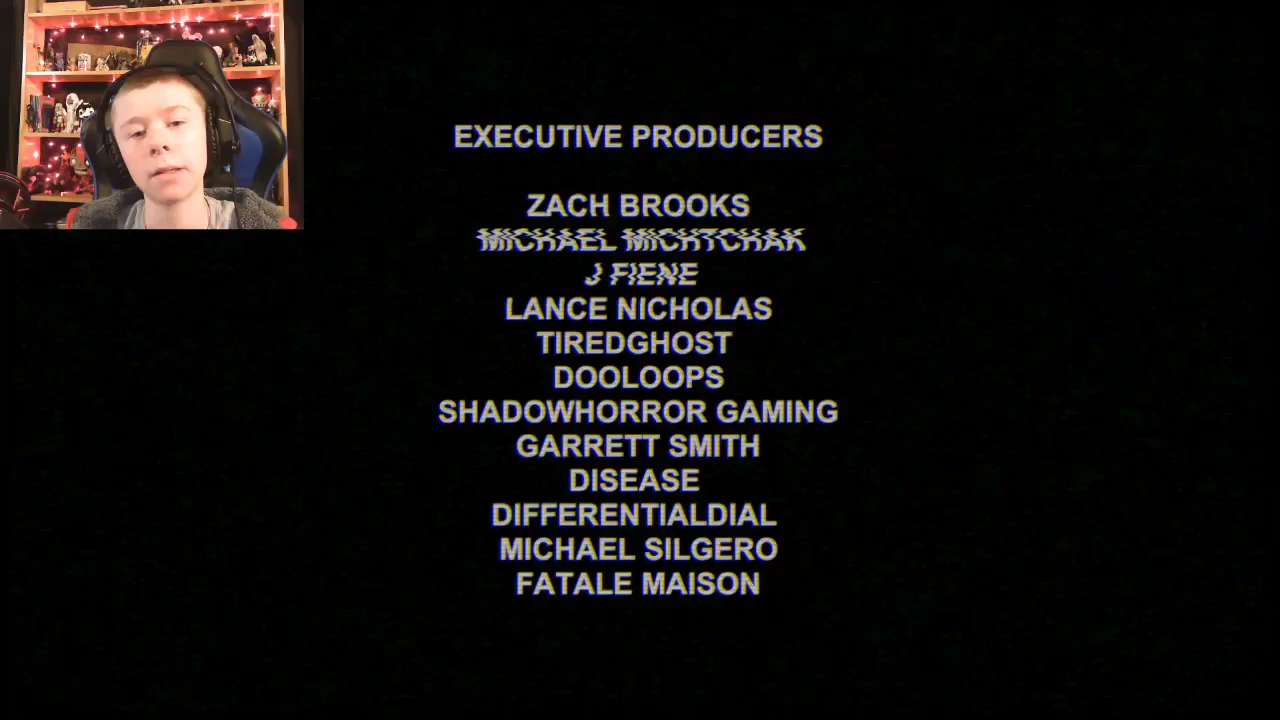 EXECUTIVE PRODUCERS
ZACH BROOKS
MICHAEL MICHTCHAK
J FIENE
LANCE NICHOLAS
TIREDGHOST
DOOLOOPS
SHADOWHORROR GAMING
GARRETT SMITH
DISEASE
DIFFERENTIALDIAL
MICHAEL SILGERO
FATALE MAISON